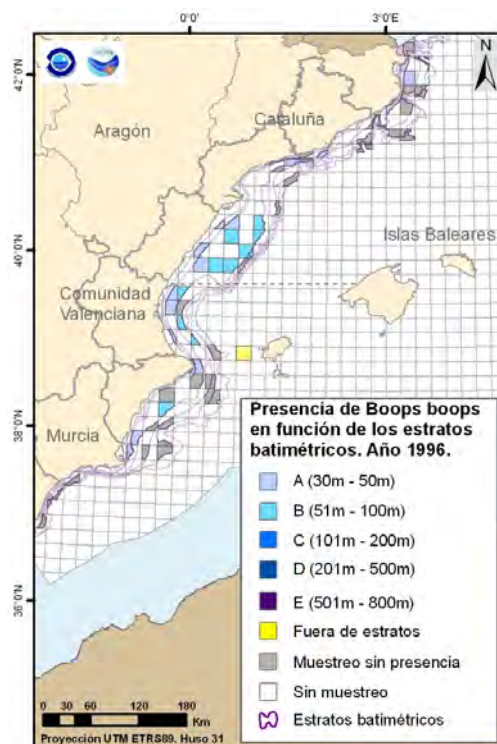 0°0'
3°0'E
N
42°0'N
Cataluña
Aragón
40°0'N
Islas Baleares
Comunidad
Valenciana
38°0'N
Murcia
36°0'N
Presencia de Boops boops
en función de los estratos
batimétricos. Año 1996.
A (30m - 50m)
B (51m - 100m)
C (101m - 200m)
D (201m - 500m)
E (501m - 800m)
Fuera de estratos
Muestreo sin presencia
Sin muestreo
Estratos batimétricos
0 30 60 120 180
Km
Proyección UTM ETRS89. Huso 31